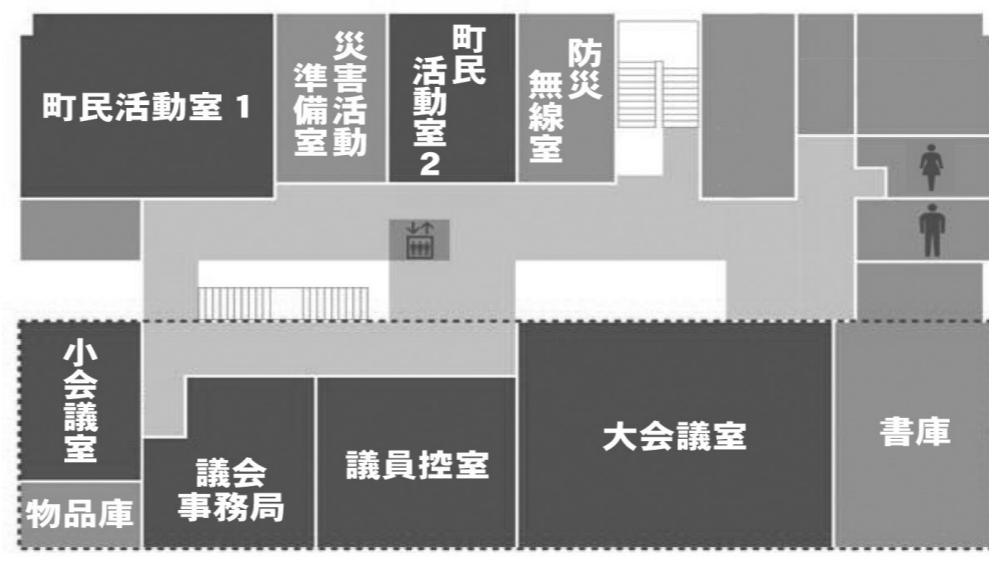 町民活動室 1
災害活動
準備室
町民
活動室2
防災
無線室
小会議室
物品庫
議会
事務局
議員控室
大会議室
書庫